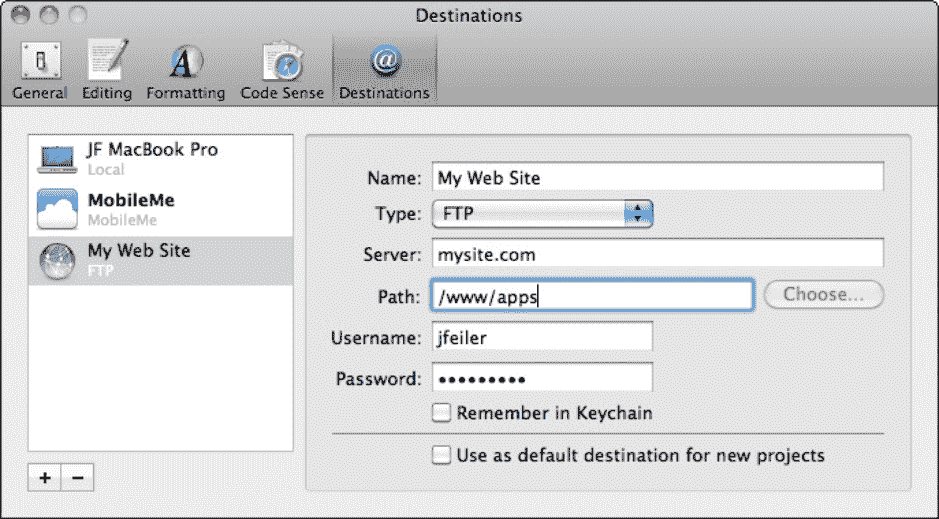 Destinations
General Editing Formatting Code Sense Destinations
JF MacBook Pro
Local
MobileMe
MobileMe
My Web Site
FTP
Name: My Web Site
Type: FTP
Server: mysite.com
Path: /www/apps Choose...
Username: jfeiler
Password: •••••••••
Remember in Keychain
Use as default destination for new projects